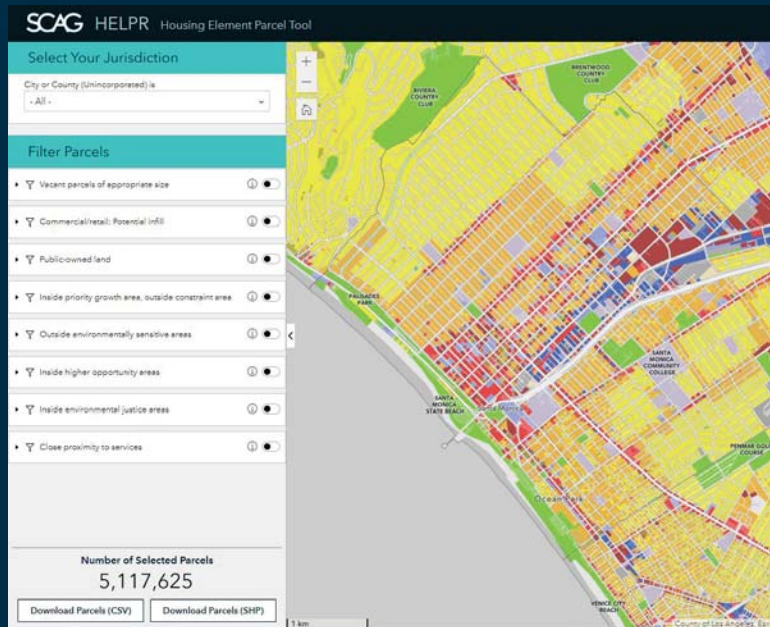 SCAG HELPR Housing Element Parcel Tool
Select Your Jurisdiction
City or County (Unincorporated) is
- All -
Filter Parcels
Vacant parcels of appropriate size
Commercial/retail: Potential infill
Public-owned land
Inside priority growth area, outside constraint area
Outside environmentally sensitive areas
Inside higher opportunity areas
Inside environmental justice areas
Close proximity to services
Number of Selected Parcels
5,117,625
Download Parcels (CSV)
Download Parcels (SHP)
+
−
RIVIERA
COUNTRY
CLUB
BRENTWOOD
COUNTRY
CLUB
PALISADES
PARK
SANTA
MONICA
STATE BEACH
Santa Monica
SANTA
MONICA
COMMUNITY
COLLEGE
PENMAR GOLF
COURSE
Ocean Park
VENICE CITY
BEACH
1 km
County of Los Angeles, Esri